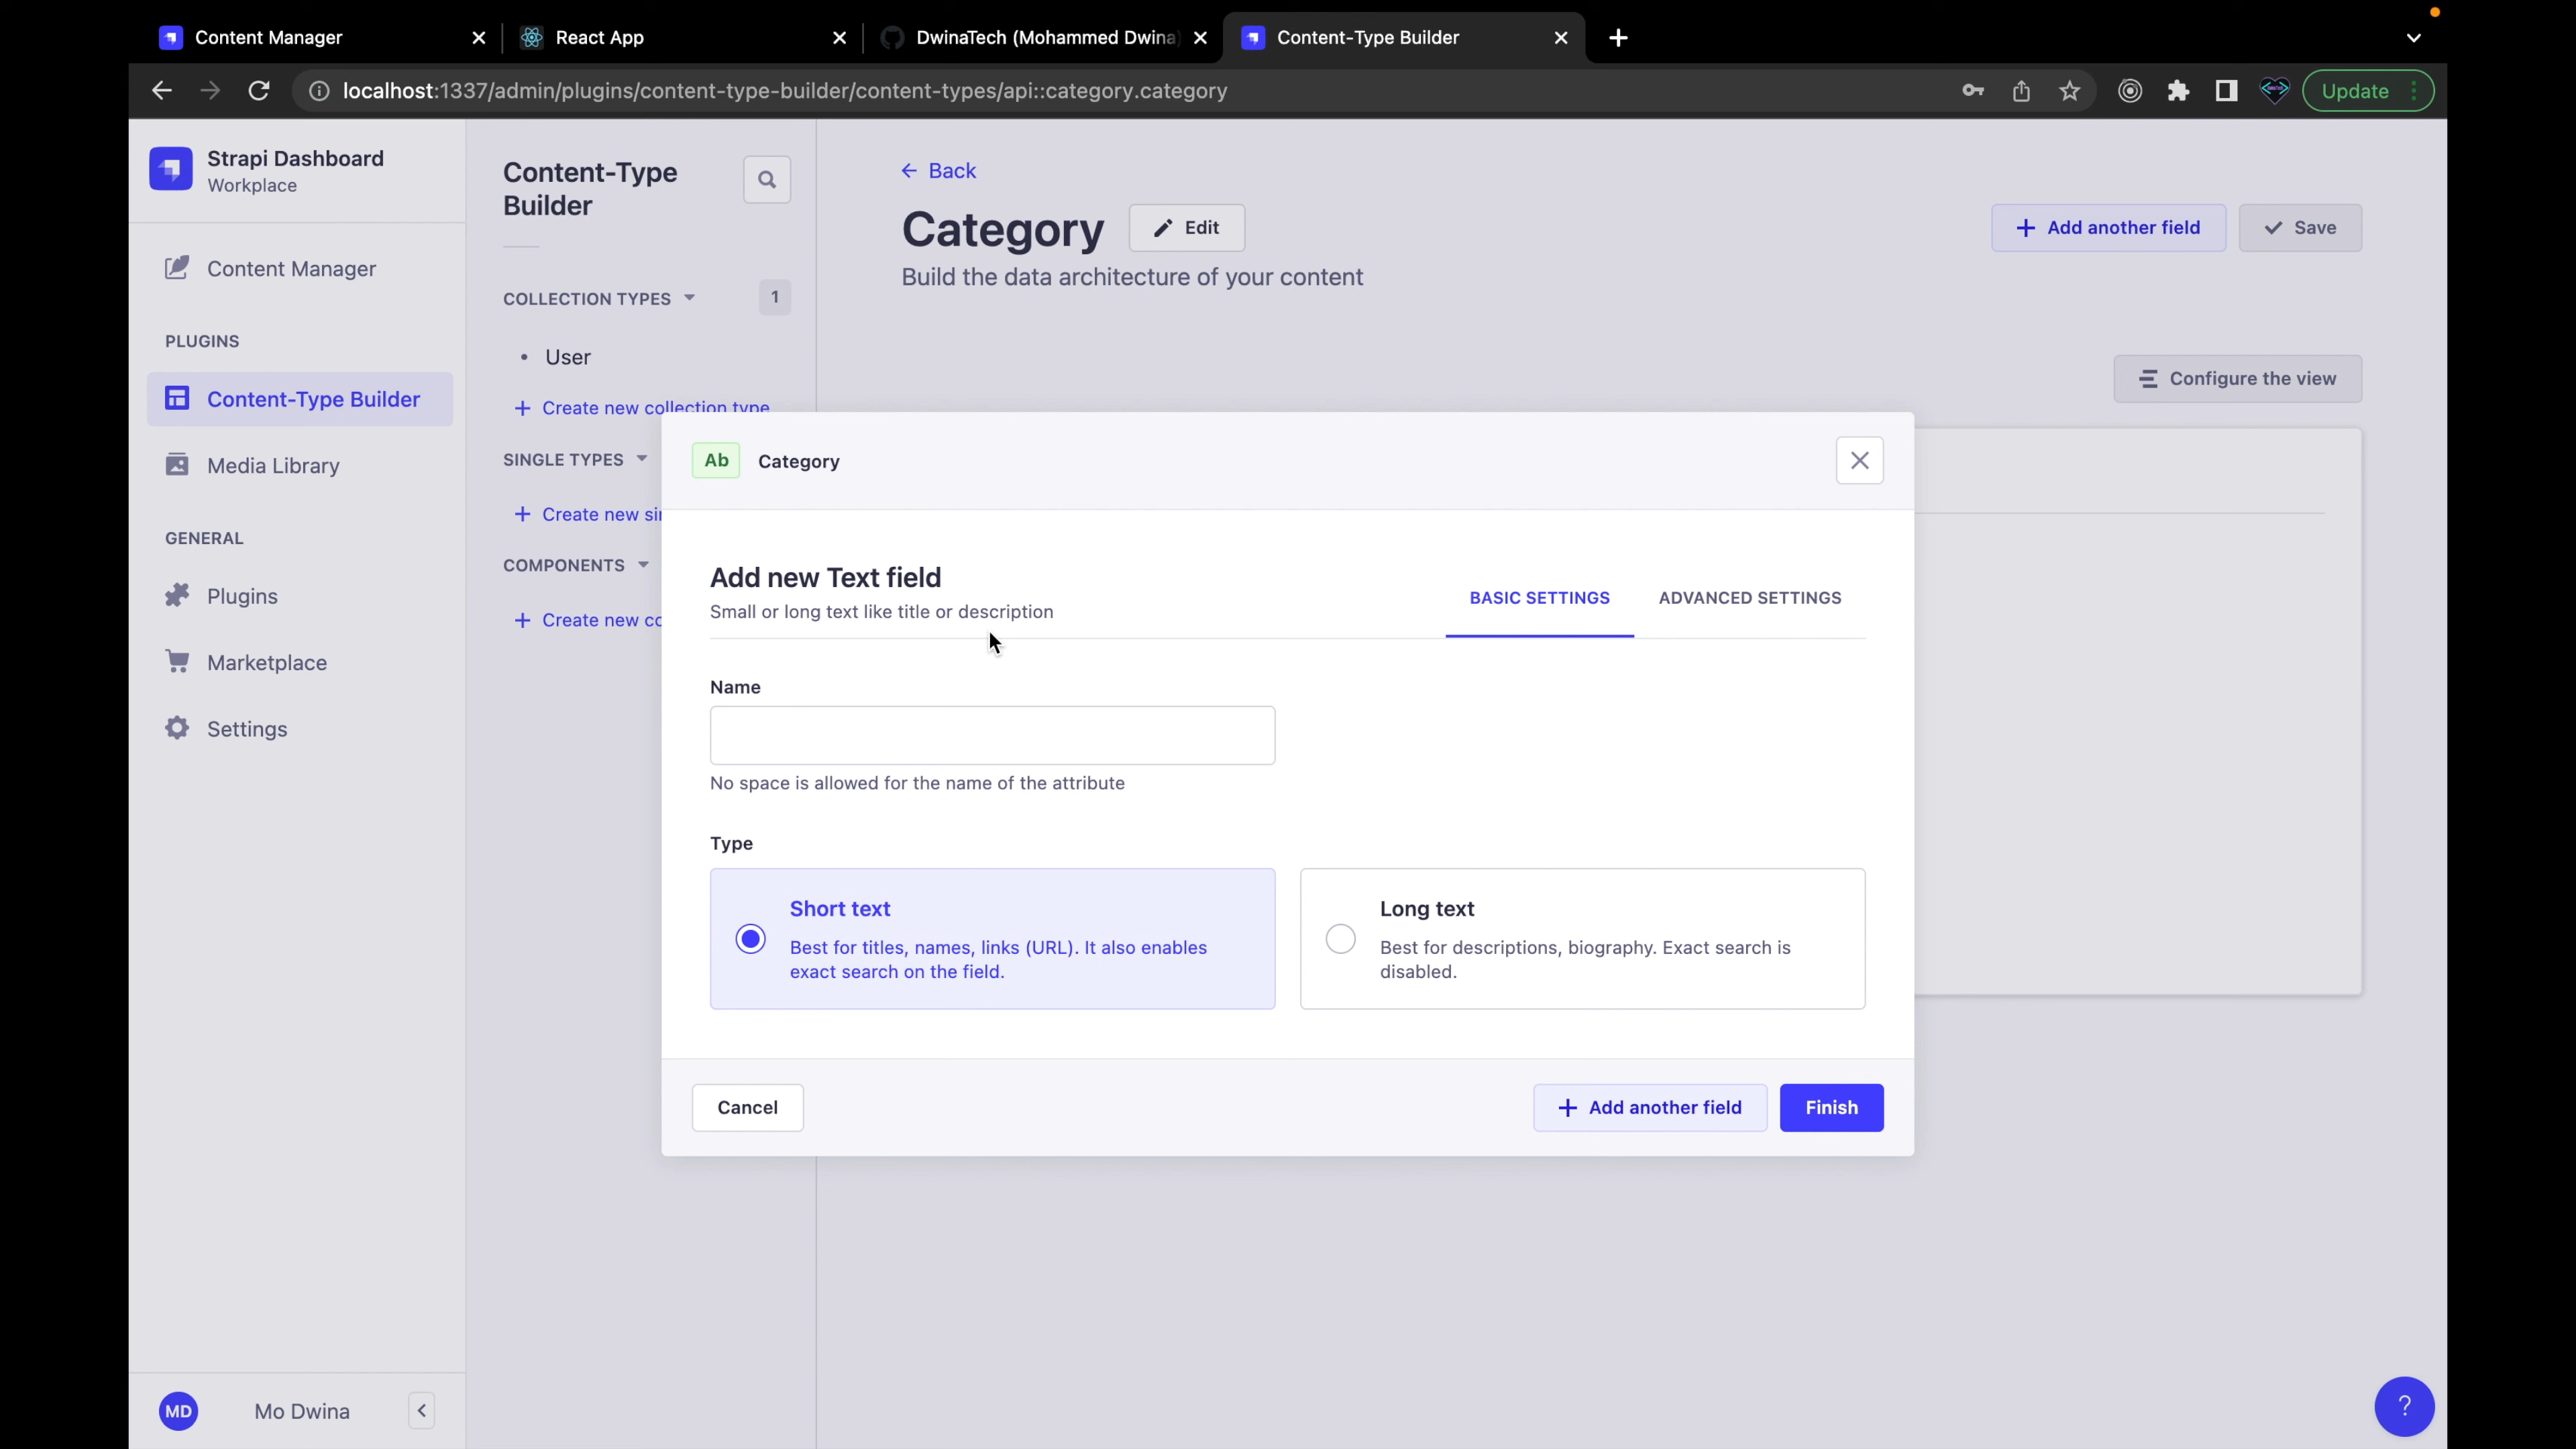 Content Manager
React App
DwinaTech (Mohammed Dwina)
Content-Type Builder
localhost:1337/admin/plugins/content-type-builder/content-types/api::category.category
Update
Strapi Dashboard
Workplace
Content Manager
PLUGINS
Content-Type Builder
Media Library
GENERAL
Plugins
Marketplace
Settings
MD
Mo Dwina
Content-Type
Builder
COLLECTION TYPES
1
User
Create new collection type
SINGLE TYPES
Create new sin
COMPONENTS
Create new co
Back
Category
Edit
Build the data architecture of your content
Add another field
Save
Configure the view
Ab
Category
Add new Text field
Small or long text like title or description
BASIC SETTINGS
ADVANCED SETTINGS
Name
No space is allowed for the name of the attribute
Type
Short text
Best for titles, names, links (URL). It also enables
exact search on the field.
Long text
Best for descriptions, biography. Exact search is
disabled.
Cancel
Add another field
Finish
?